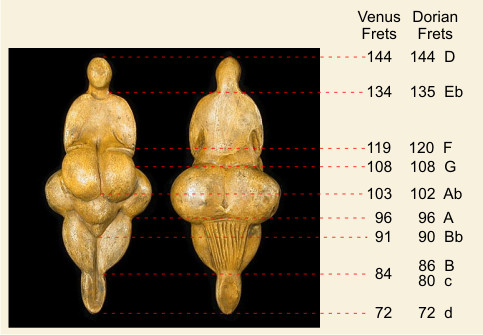 Venus Dorian
Frets Frets
144 144 D
134 135 Eb
119 120 F
108 108 G
103 102 Ab
96 96 A
91 90 Bb
84 86 B
80 c
72 72 d